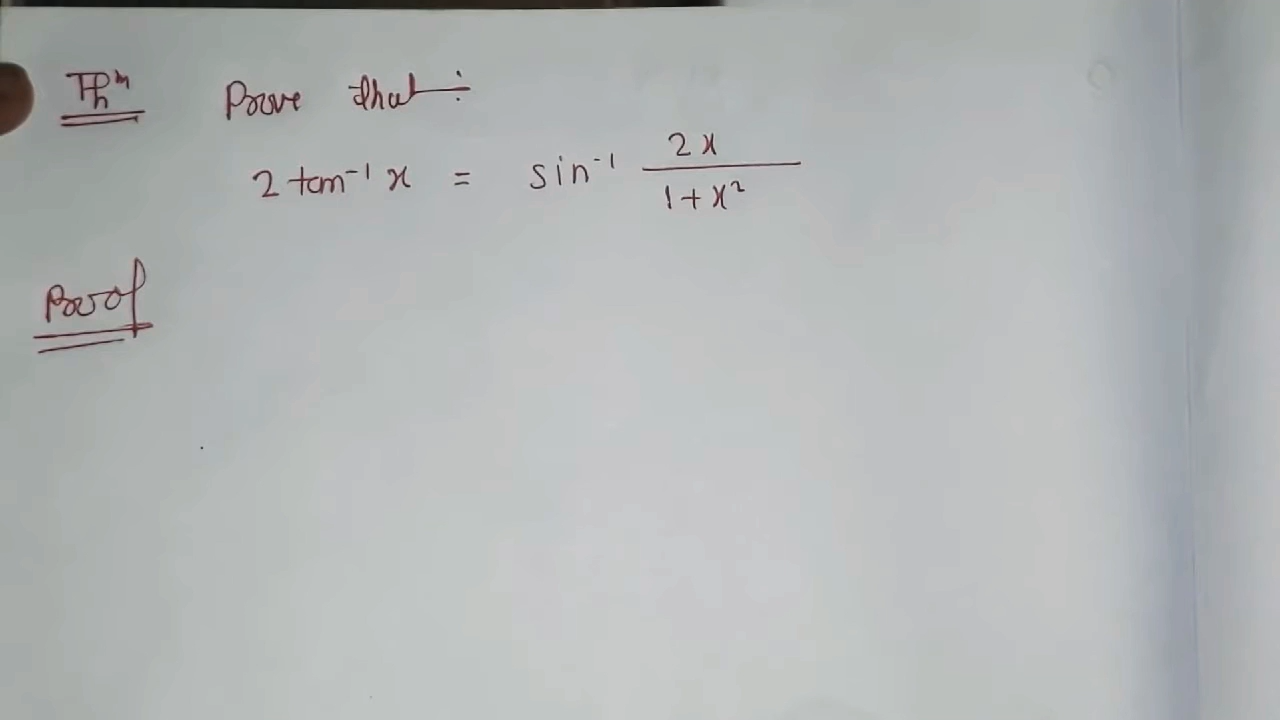 Thm Prove that :-
2 tan⁻¹ x = sin⁻¹ 2x / 1+x²
Proof